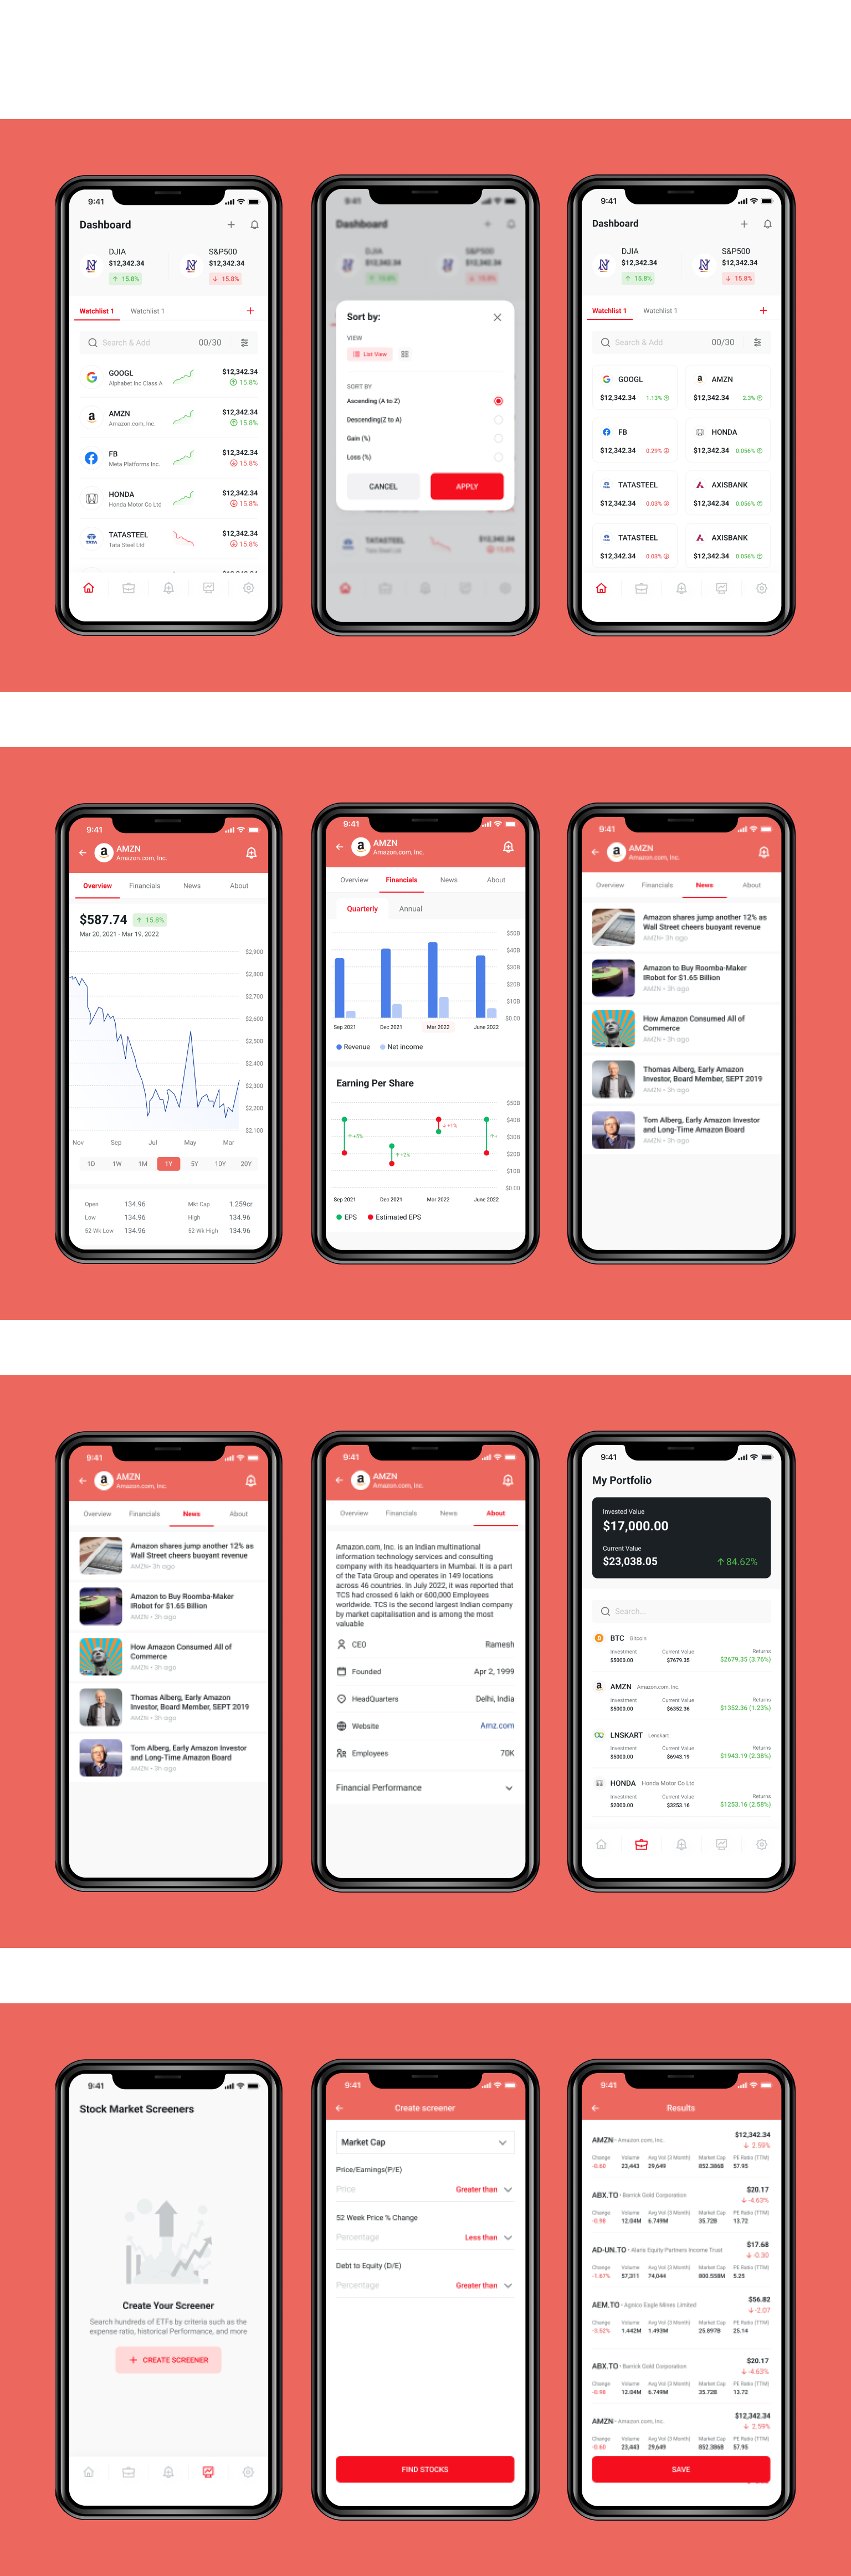 9:41
Dashboard
DJIA
$12,342.34
15.8%
S&P500
$12,342.34
15.8%
Watchlist 1
Watchlist 1
Search & Add
00/30
GOOGL
Alphabet Inc Class A
$12,342.34
15.8%
AMZN
Amazon.com, Inc.
$12,342.34
15.8%
FB
Meta Platforms Inc.
$12,342.34
15.8%
HONDA
Honda Motor Co Ltd
$12,342.34
15.8%
TATASTEEL
Tata Steel Ltd
$12,342.34
15.8%
9:41
Dashboard
DJIA
$12,342.34
15.8%
S&P500
$12,342.34
15.8%
Sort by:
VIEW
List View
SORT BY
Ascending (A to Z)
Descending(Z to A)
Gain (%)
Loss (%)
CANCEL
APPLY
TATASTEEL
Tata Steel Ltd
$12,342.34
15.8%
9:41
Dashboard
DJIA
$12,342.34
15.8%
S&P500
$12,342.34
15.8%
Watchlist 1
Watchlist 1
Search & Add
00/30
GOOGL
$12,342.34
1.13%
AMZN
$12,342.34
2.3%
FB
$12,342.34
0.29%
HONDA
$12,342.34
0.056%
TATASTEEL
$12,342.34
0.03%
AXISBANK
$12,342.34
0.056%
TATASTEEL
$12,342.34
0.03%
AXISBANK
$12,342.34
0.056%
9:41
AMZN
Amazon.com, Inc.
Overview
Financials
News
About
$587.74
15.8%
Mar 20, 2021 - Mar 19, 2022
$2,900
$2,800
$2,700
$2,600
$2,500
$2,400
$2,300
$2,200
$2,100
Nov
Sep
Jul
May
Mar
1D
1W
1M
1Y
5Y
10Y
20Y
Open
134.96
Mkt Cap
1.259cr
Low
134.96
High
134.96
52-Wk Low
134.96
52-Wk High
134.96
9:41
AMZN
Amazon.com, Inc.
Overview
Financials
News
About
Quarterly
Annual
$50B
$40B
$30B
$20B
$10B
$0.00
Sep 2021
Dec 2021
Mar 2022
June 2022
Revenue
Net income
Earning Per Share
$50B
$40B
$30B
$20B
$10B
$0.00
+6%
+2%
+1%
Sep 2021
Dec 2021
Mar 2022
June 2022
EPS
Estimated EPS
9:41
AMZN
Amazon.com, Inc.
Overview
Financials
News
About
Amazon shares jump another 12% as
Wall Street cheers buoyant revenue
AMZN• 3h ago
Amazon to Buy Roomba-Maker
IRobot for $1.65 Billion
AMZN • 3h ago
How Amazon Consumed All of
Commerce
AMZN • 3h ago
Thomas Alberg, Early Amazon
Investor, Board Member, SEPT 2019
AMZN • 3h ago
Tom Alberg, Early Amazon Investor
and Long-Time Amazon Board
AMZN • 3h ago
9:41
AMZN
Amazon.com, Inc.
Overview
Financials
News
About
Amazon shares jump another 12% as
Wall Street cheers buoyant revenue
AMZN• 3h ago
Amazon to Buy Roomba-Maker
IRobot for $1.65 Billion
AMZN • 3h ago
How Amazon Consumed All of
Commerce
AMZN • 3h ago
Thomas Alberg, Early Amazon
Investor, Board Member, SEPT 2019
AMZN • 3h ago
Tom Alberg, Early Amazon Investor
and Long-Time Amazon Board
AMZN • 3h ago
9:41
AMZN
Amazon.com, Inc.
Overview
Financials
News
About
Amazon.com, Inc. is an Indian multinational
information technology services and consulting
company with its headquarters in Mumbai. It is a part
of the Tata Group and operates in 149 locations
across 46 countries. In July 2022, it was reported that
TCS had crossed 6 lakh or 600,000 Employees
worldwide. TCS is the second largest Indian company
by market capitalisation and is among the most
valuable
CEO
Ramesh
Founded
Apr 2, 1999
HeadQuarters
Delhi, India
Website
Amz.com
Employees
70K
Financial Performance
9:41
My Portfolio
Invested Value
$17,000.00
Current Value
$23,038.05
84.62%
Search...
BTC Bitcoin
Investment
Current Value
Returns
$5000.00
$7679.35
$2679.35 (3.76%)
AMZN Amazon.com, Inc.
Investment
Current Value
Returns
$5000.00
$6352.36
$1352.36 (1.23%)
LNSKART Lenskart
Investment
Current Value
Returns
$5000.00
$6943.19
$1943.19 (2.38%)
HONDA Honda Motor Co Ltd
Investment
Current Value
Returns
$2000.00
$3253.16
$1253.16 (2.58%)
9:41
Stock Market Screeners
Create Your Screener
Search hundreds of ETFs by criteria such as the
expense ratio, historical Performance, and more
CREATE SCREENER
9:41
Create screener
Market Cap
Price/Earnings(P/E)
Price
Greater than
52 Week Price % Change
Percentage
Less than
Debt to Equity (D/E)
Percentage
Greater than
FIND STOCKS
9:41
Results
AMZN • Amazon.com, Inc.
$12,342.34
2.59%
Change Volume Avg Vol (3 Month) Market Cap PE Ratio (TTM)
-0.60 23,443 29,649 852.386B 57.95
ABX.TO • Barrick Gold Corporation
$20.17
-4.63%
Change Volume Avg Vol (3 Month) Market Cap PE Ratio (TTM)
-0.98 12.04M 6.749M 35.72B 13.72
AD-UN.TO • Alaris Equity Partners Income Trust
$17.68
-0.30
Change Volume Avg Vol (3 Month) Market Cap PE Ratio (TTM)
-1.67% 57,311 74,044 800.558M 5.25
AEM.TO • Agnico Eagle Mines Limited
$56.82
-2.07
Change Volume Avg Vol (3 Month) Market Cap PE Ratio (TTM)
-3.52% 1.442M 1.493M 25.897B 25.14
ABX.TO • Barrick Gold Corporation
$20.17
-4.63%
Change Volume Avg Vol (3 Month) Market Cap PE Ratio (TTM)
-0.98 12.04M 6.749M 35.72B 13.72
AMZN • Amazon.com, Inc.
$12,342.34
2.59%
Change Volume Avg Vol (3 Month) Market Cap PE Ratio (TTM)
-0.60 23,443 29,649 852.386B 57.95
SAVE